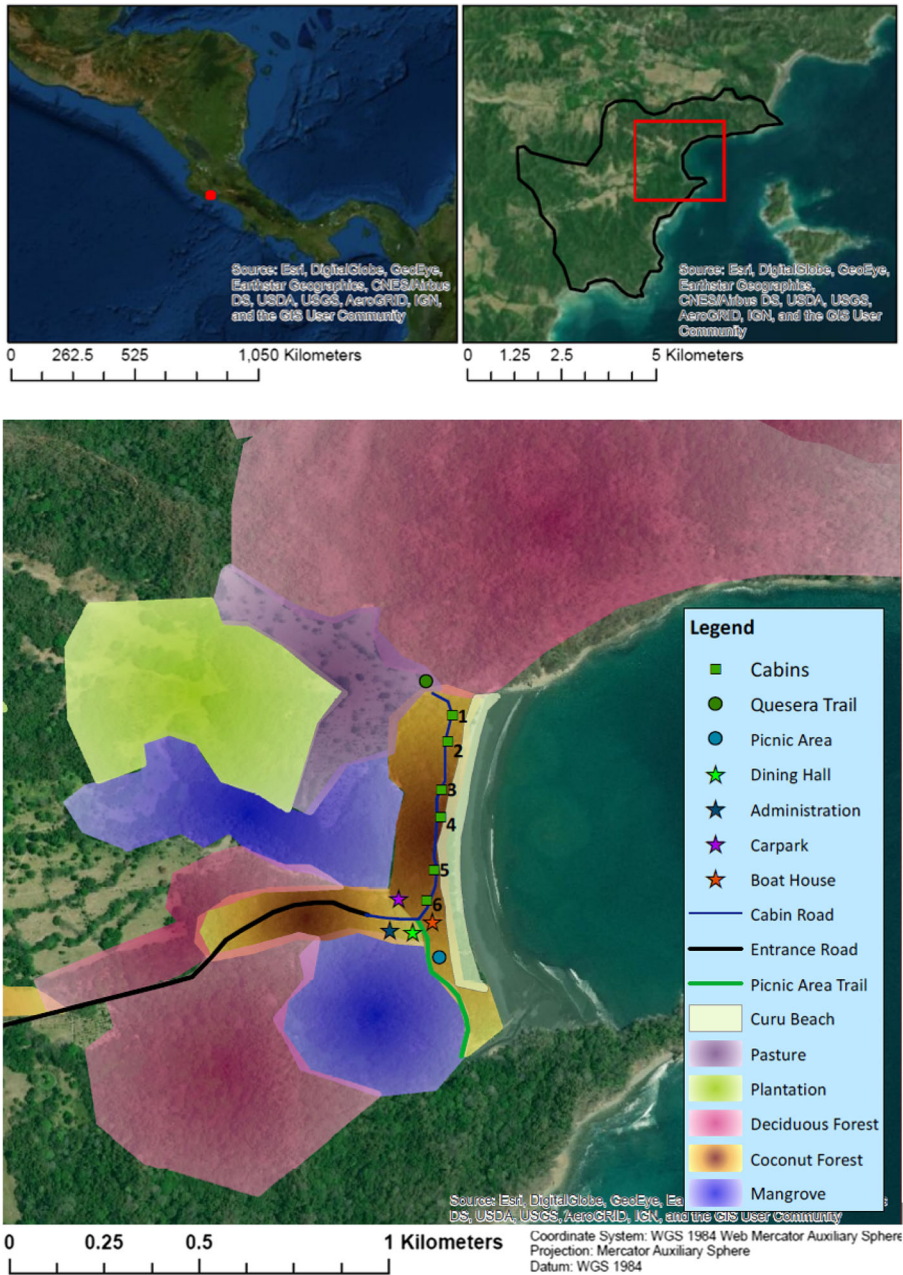 Source: Esri, DigitalGlobe, GeoEye,
Earthstar Geographics, CNES/Airbus
DS, USDA, USGS, AeroGRID, IGN,
and the GIS User Community
0 262.5 525 1,050 Kilometers
Source: Esri, DigitalGlobe, GeoEye,
Earthstar Geographics,
CNES/Airbus DS, USDA, USGS,
AeroGRID, IGN, and the GIS User
Community
0 1.25 2.5 5 Kilometers
1
2
3
4
5
6
Legend
Cabins
Quesera Trail
Picnic Area
Dining Hall
Administration
Carpark
Boat House
Cabin Road
Entrance Road
Picnic Area Trail
Curu Beach
Pasture
Plantation
Deciduous Forest
Coconut Forest
Mangrove
Source: Esri, DigitalGlobe, GeoEye,
DS, USDA, USGS, AeroGRID, IGN, and the GIS User Community
0 0.25 0.5 1 Kilometers
Coordinate System: WGS 1984 Web Mercator Auxiliary Sphere
Projection: Mercator Auxiliary Sphere
Datum: WGS 1984